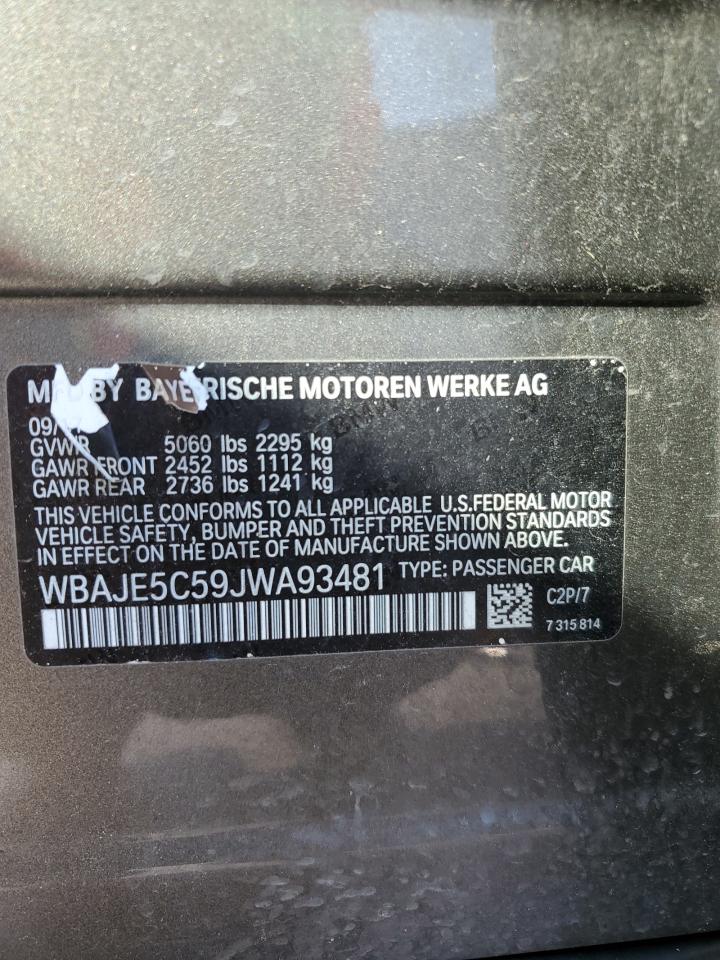 MFD BY BAYERISCHE MOTOREN WERKE AG
09/
GVWR 5060 lbs 2295 kg
GAWR FRONT 2452 lbs 1112 kg
GAWR REAR 2736 lbs 1241 kg
THIS VEHICLE CONFORMS TO ALL APPLICABLE U.S.FEDERAL MOTOR
VEHICLE SAFETY, BUMPER AND THEFT PREVENTION STANDARDS
IN EFFECT ON THE DATE OF MANUFACTURE SHOWN ABOVE.
WBAJE5C59JWA93481 TYPE: PASSENGER CAR
C2P/7
7 315 814